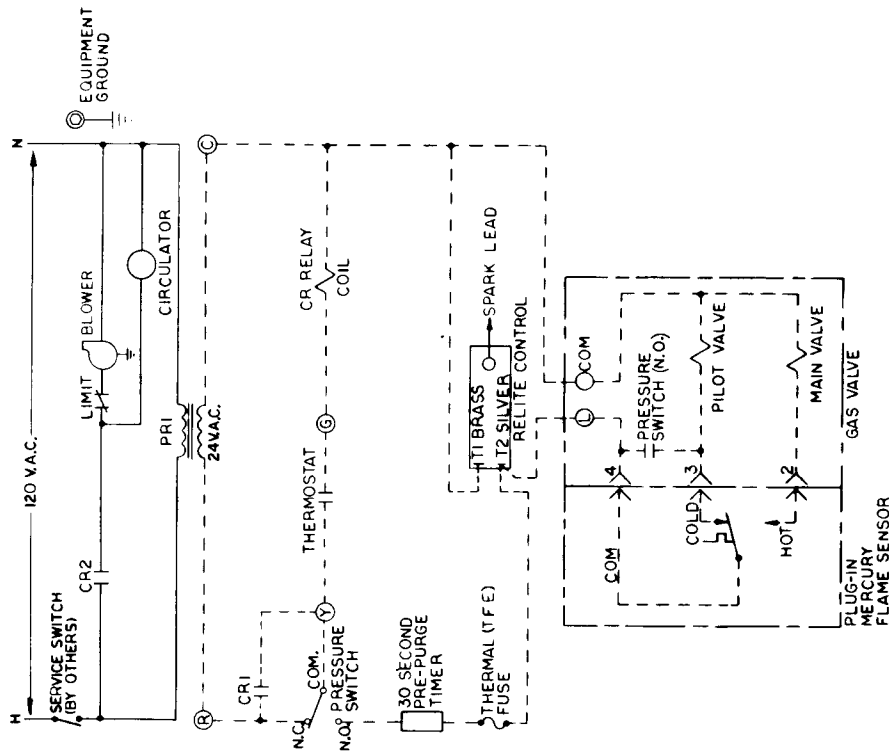 H
120 V.A.C.
N
SERVICE SWITCH
(BY OTHERS)
CR2
LIMIT
BLOWER
EQUIPMENT
GROUND
CIRCULATOR
PRI
24V.A.C.
R
C
CR1
N.C.
COM.
Y
THERMOSTAT
G
CR RELAY
COIL
N.O.
PRESSURE
SWITCH
30 SECOND
PRE-PURGE
TIMER
THERMAL (T F E)
FUSE
T1 BRASS
T2 SILVER
SPARK LEAD
RELITE CONTROL
L
COM
COM
4
PRESSURE
SWITCH (N.O.)
COLD
3
PILOT VALVE
HOT
2
MAIN VALVE
PLUG-IN
MERCURY
FLAME SENSOR
GAS VALVE